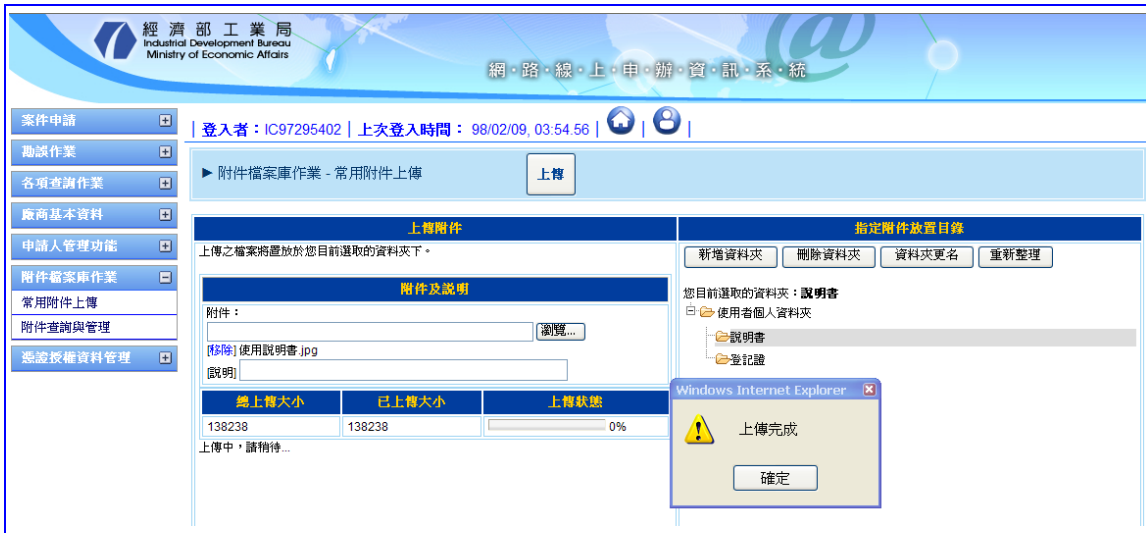 經濟部工業局
Industrial Development Bureau
Ministry of Economic Affairs
網・路・線・上・申・辦・資・訊・系・統
案件申請
勘誤作業
各項查詢作業
廠商基本資料
申請人管理功能
附件檔案庫作業
常用附件上傳
附件查詢與管理
憑證授權資料管理
| 登入者：IC97295402 | 上次登入時間： 98/02/09, 03:54.56 | | |
► 附件檔案庫作業 - 常用附件上傳
上傳
上傳附件
上傳之檔案將置放於您目前選取的資料夾下。
附件及說明
附件：
瀏覽...
[移除] 使用說明書.jpg
[說明]
總上傳大小 已上傳大小 上傳狀態
138238 138238 0%
上傳中，請稍待...
指定附件放置目錄
新增資料夾 刪除資料夾 資料夾更名 重新整理
您目前選取的資料夾：說明書
使用者個人資料夾
說明書
登記證
Windows Internet Explorer
上傳完成
確定